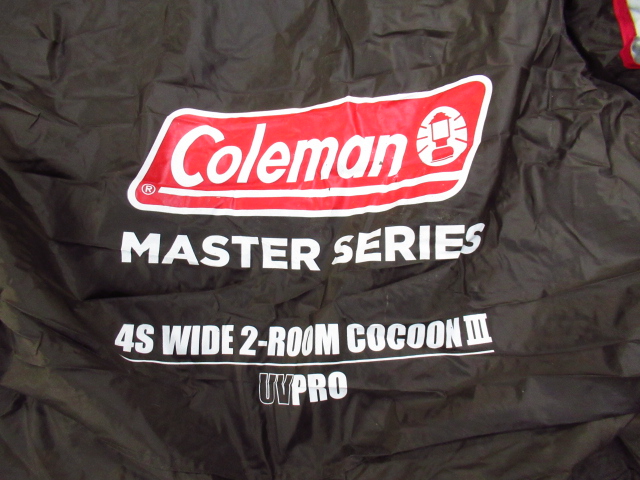 Coleman
®
MASTER SERIES
4S WIDE 2-ROOM COCOON III
UVPRO